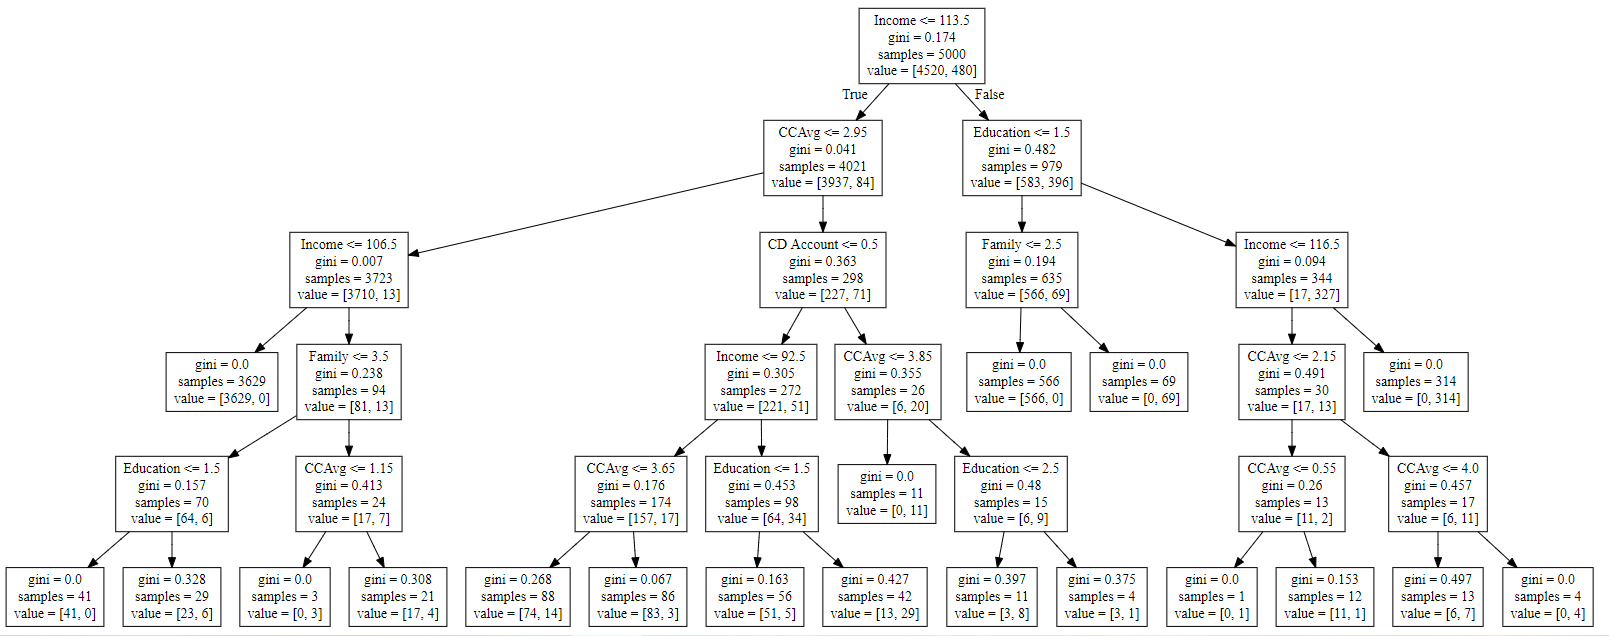 Income <= 113.5
gini = 0.174
samples = 5000
value = [4520, 480]
True
False
CCAvg <= 2.95
gini = 0.041
samples = 4021
value = [3937, 84]
Education <= 1.5
gini = 0.482
samples = 979
value = [583, 396]
Income <= 106.5
gini = 0.007
samples = 3723
value = [3710, 13]
CD Account <= 0.5
gini = 0.363
samples = 298
value = [227, 71]
Family <= 2.5
gini = 0.194
samples = 635
value = [566, 69]
Income <= 116.5
gini = 0.094
samples = 344
value = [17, 327]
gini = 0.0
samples = 3629
value = [3629, 0]
Family <= 3.5
gini = 0.238
samples = 94
value = [81, 13]
Income <= 92.5
gini = 0.305
samples = 272
value = [221, 51]
CCAvg <= 3.85
gini = 0.355
samples = 26
value = [6, 20]
gini = 0.0
samples = 566
value = [566, 0]
gini = 0.0
samples = 69
value = [0, 69]
CCAvg <= 2.15
gini = 0.491
samples = 30
value = [17, 13]
gini = 0.0
samples = 314
value = [0, 314]
Education <= 1.5
gini = 0.157
samples = 70
value = [64, 6]
CCAvg <= 1.15
gini = 0.413
samples = 24
value = [17, 7]
CCAvg <= 3.65
gini = 0.176
samples = 174
value = [157, 17]
Education <= 1.5
gini = 0.453
samples = 98
value = [64, 34]
gini = 0.0
samples = 11
value = [0, 11]
Education <= 2.5
gini = 0.48
samples = 15
value = [6, 9]
CCAvg <= 0.55
gini = 0.26
samples = 13
value = [11, 2]
CCAvg <= 4.0
gini = 0.457
samples = 17
value = [6, 11]
gini = 0.0
samples = 41
value = [41, 0]
gini = 0.328
samples = 29
value = [23, 6]
gini = 0.0
samples = 3
value = [0, 3]
gini = 0.308
samples = 21
value = [17, 4]
gini = 0.268
samples = 88
value = [74, 14]
gini = 0.067
samples = 86
value = [83, 3]
gini = 0.163
samples = 56
value = [51, 5]
gini = 0.427
samples = 42
value = [13, 29]
gini = 0.397
samples = 11
value = [3, 8]
gini = 0.375
samples = 4
value = [3, 1]
gini = 0.0
samples = 1
value = [0, 1]
gini = 0.153
samples = 12
value = [11, 1]
gini = 0.497
samples = 13
value = [6, 7]
gini = 0.0
samples = 4
value = [0, 4]